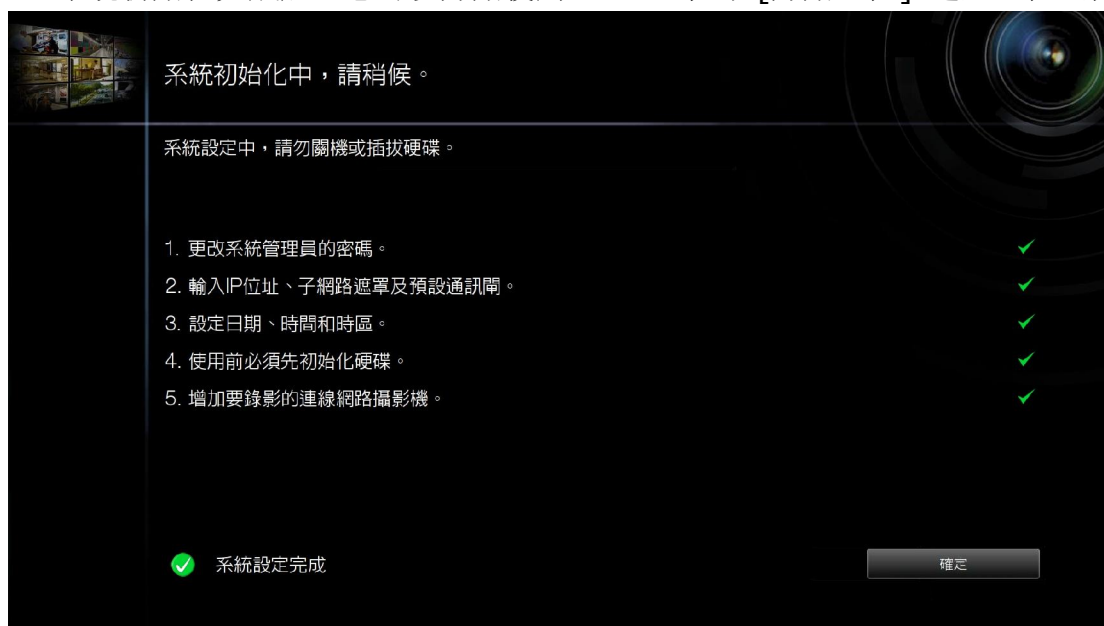 系統初始化中，請稍候。
系統設定中，請勿關機或插拔硬碟。
1. 更改系統管理員的密碼。
2. 輸入IP位址、子網路遮罩及預設通訊閘。
3. 設定日期、時間和時區。
4. 使用前必須先初始化硬碟。
5. 增加要錄影的連線網路攝影機。
系統設定完成
確定